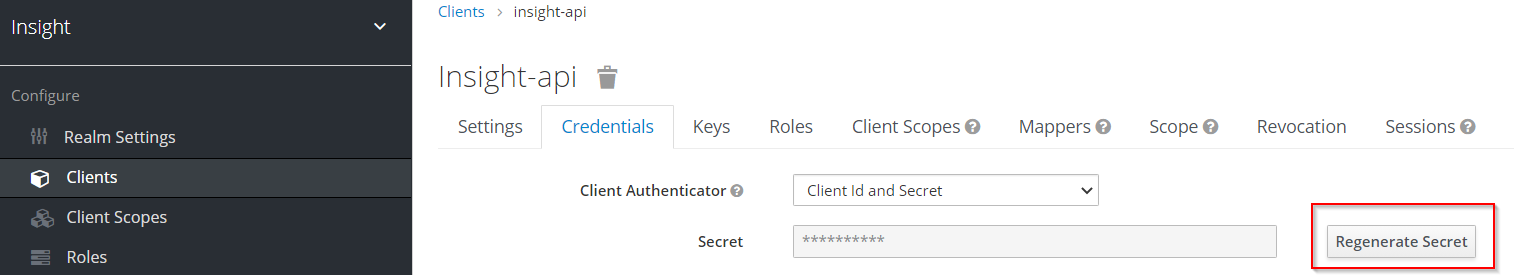 Insight
Clients > insight-api
Insight-api
Configure
Realm Settings
Clients
Client Scopes
Roles
Settings Credentials Keys Roles Client Scopes ? Mappers ? Scope ? Revocation Sessions ?
Client Authenticator ? Client Id and Secret
Secret ********** Regenerate Secret